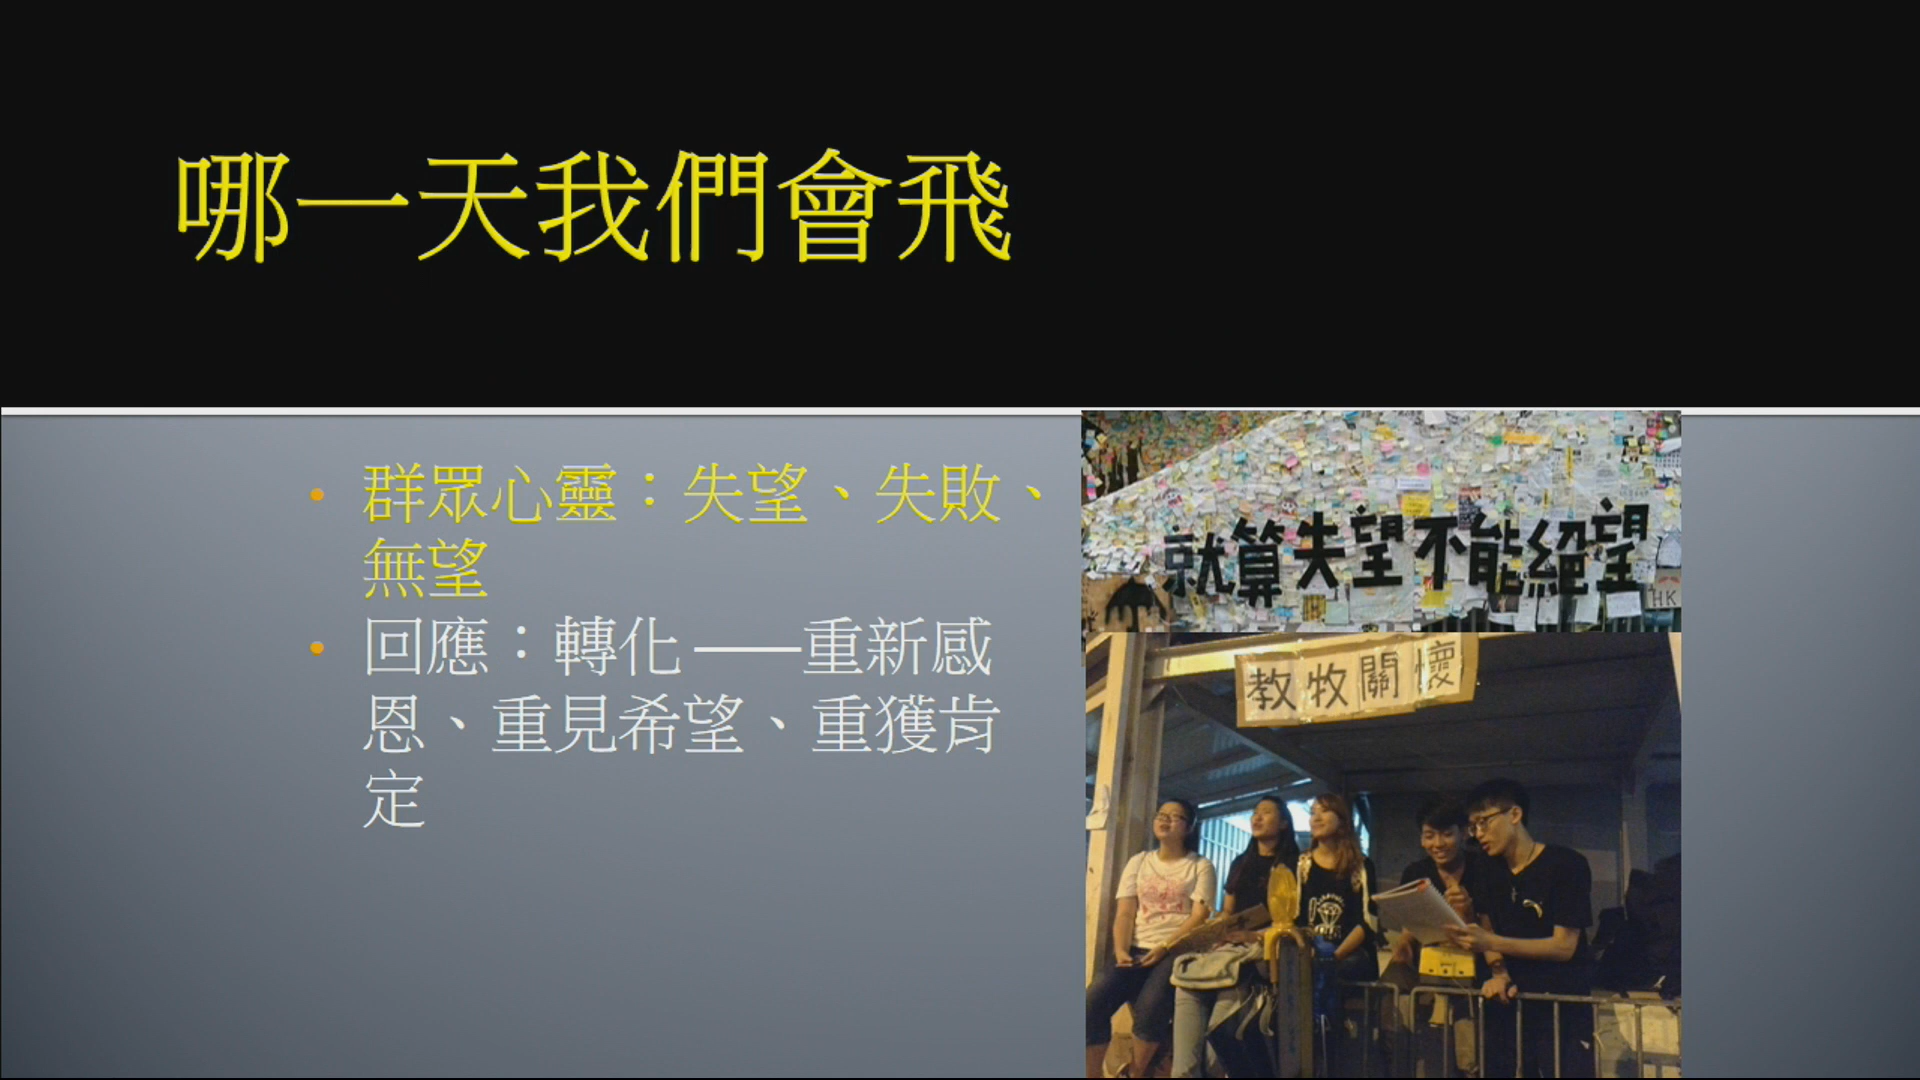 哪一天我們會飛
• 群眾心靈：失望、失敗、
無望
• 回應：轉化 ——重新感
恩、重見希望、重獲肯
定
就算失望不能絕望
HK
教牧關懷